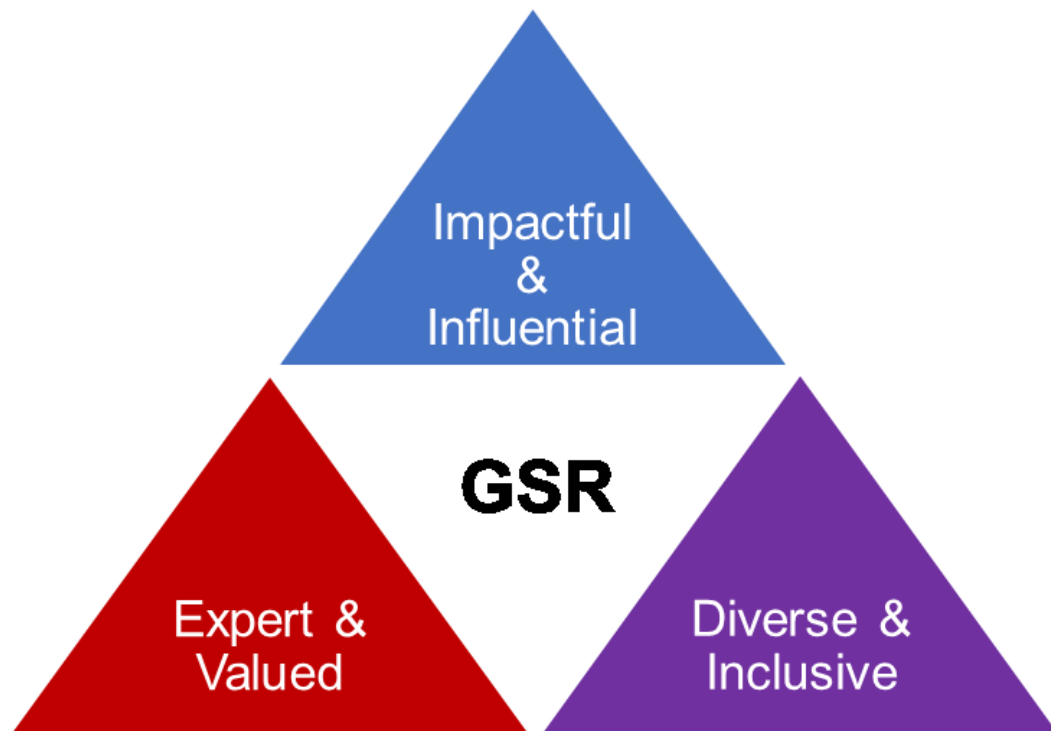 Impactful
&
Influential
GSR
Expert &
Valued
Diverse &
Inclusive